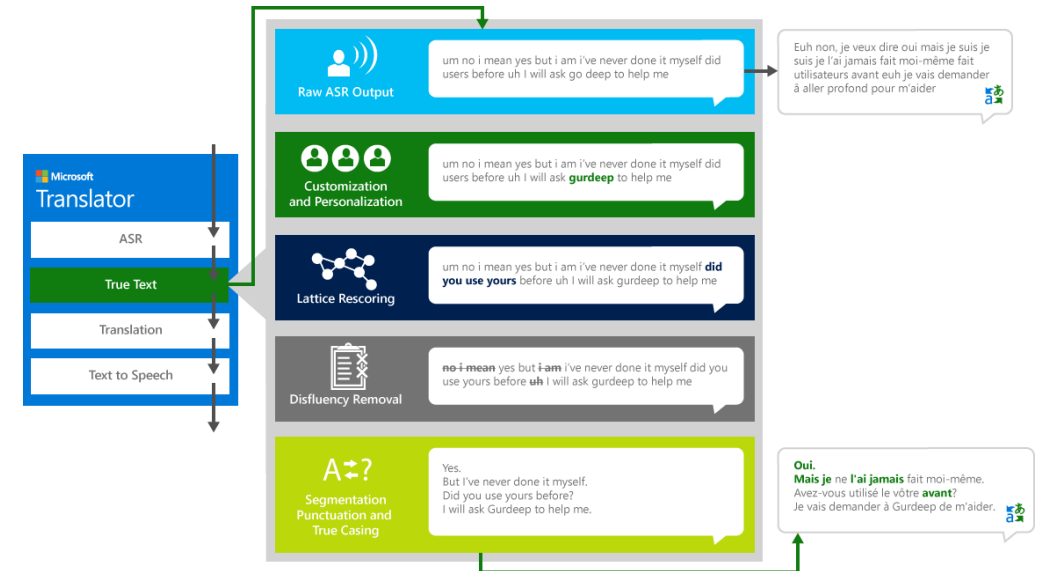 Microsoft
Translator
ASR
True Text
Translation
Text to Speech
Raw ASR Output
um no i mean yes but i am i've never done it myself did
users before uh I will ask go deep to help me
Euh non, je veux dire oui mais je suis je
suis je l'ai jamais fait moi-même fait
utilisateurs avant euh je vais demander
à aller profond pour m'aider
aあ
Customization
and Personalization
um no i mean yes but i am i've never done it myself did
users before uh I will ask gurdeep to help me
Lattice Rescoring
um no i mean yes but i am i've never done it myself did
you use yours before uh I will ask gurdeep to help me
Disfluency Removal
no i mean yes but i am i've never done it myself did you
use yours before uh I will ask gurdeep to help me
A?
Segmentation
Punctuation and
True Casing
Yes.
But I've never done it myself.
Did you use yours before?
I will ask Gurdeep to help me.
Oui.
Mais je ne l'ai jamais fait moi-même.
Avez-vous utilisé le vôtre avant?
Je vais demander à Gurdeep de m'aider.
aあ